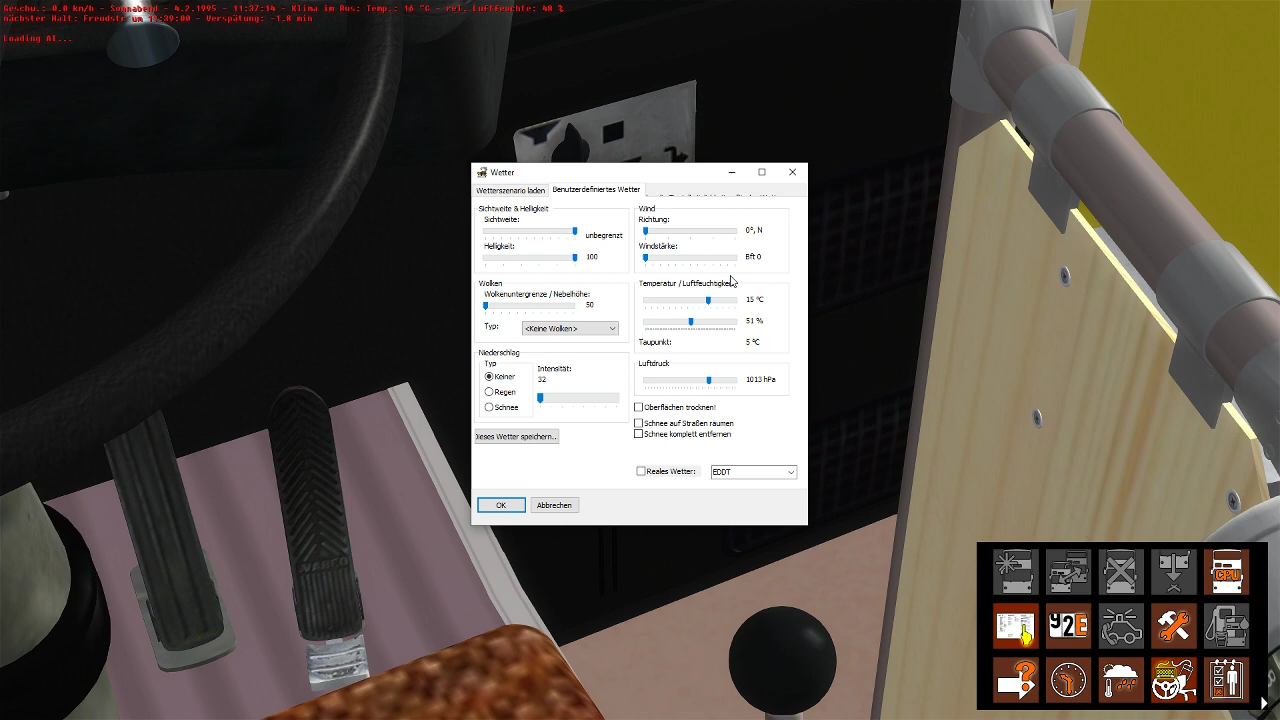 Geschw.: 0.0 km/h - Sonnabend - 4.2.1995 - 11:37:14 - Klima im Bus: Temp.: 16 °C - rel. Luftfeuchte: 48 %
nächster Halt: Freudstr um 11:39:00 - Verspätung: -1.8 min
Loading AI...
Wetter
Wetterszenario laden
Benutzerdefiniertes Wetter
Sichtweite & Helligkeit
Sichtweite:
unbegrenzt
Helligkeit:
100
Wind
Richtung:
0°, N
Windstärke:
Bft 0
Wolken
Wolkenuntergrenze / Nebelhöhe:
50
Typ:
<Keine Wolken>
Temperatur / Luftfeuchtigkeit
15 °C
51 %
Taupunkt:
5 °C
Niederschlag
Typ
Keiner
Regen
Schnee
Intensität:
32
Luftdruck
1013 hPa
Oberflächen trocknen!
Schnee auf Straßen räumen
Schnee komplett entfernen
Dieses Wetter speichern..
Reales Wetter:
EDDT
OK
Abbrechen
CPU
92E